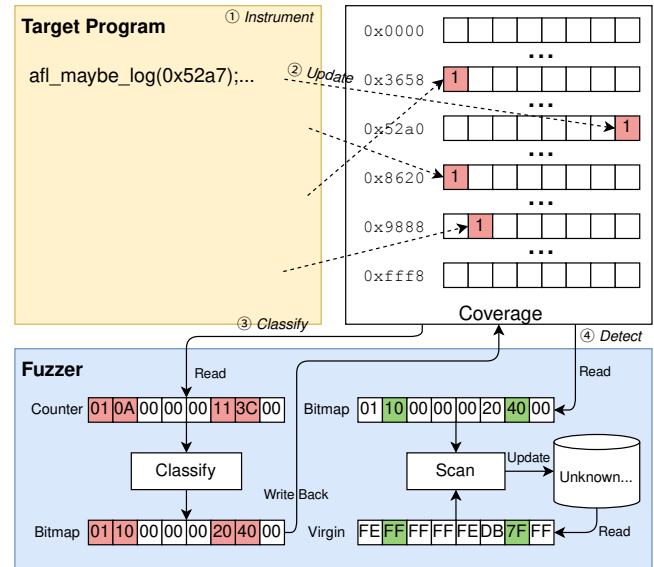 Target Program
① Instrument
afl_maybe_log(0x52a7);...
② Update
0x0000
...
0x3658 1
...
0x52a0 1
...
0x8620 1
...
0x9888 1
...
0xfff8
Coverage
③ Classify
④ Detect
Fuzzer
Read
Read
Counter 01 0A 00 00 00 11 3C 00
Bitmap 01 10 00 00 00 20 40 00
Classify
Scan
Update
Unknown...
Write Back
Bitmap 01 10 00 00 00 20 40 00
Virgin FE FF FF FF FE DB 7F FF
Read